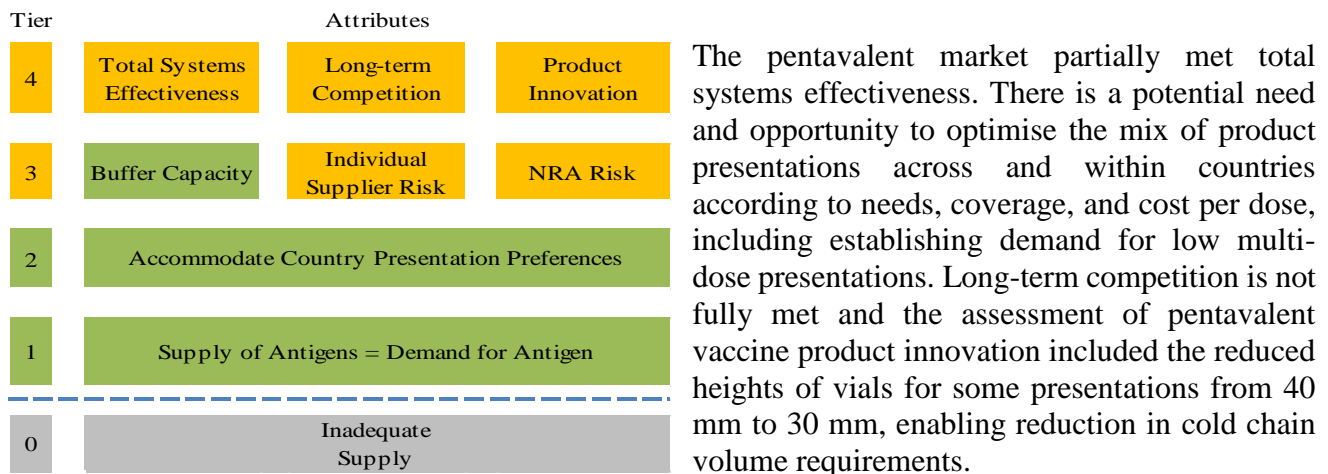 Tier Attributes
4
Total Systems
Effectiveness
Long-term
Competition
Product
Innovation
3
Buffer Capacity
Individual
Supplier Risk
NRA Risk
2
Accommodate Country Presentation Preferences
1
Supply of Antigens = Demand for Antigen
0
Inadequate
Supply
The pentavalent market partially met total
systems effectiveness. There is a potential need
and opportunity to optimise the mix of product
presentations across and within countries
according to needs, coverage, and cost per dose,
including establishing demand for low multi-
dose presentations. Long-term competition is not
fully met and the assessment of pentavalent
vaccine product innovation included the reduced
heights of vials for some presentations from 40
mm to 30 mm, enabling reduction in cold chain
volume requirements.